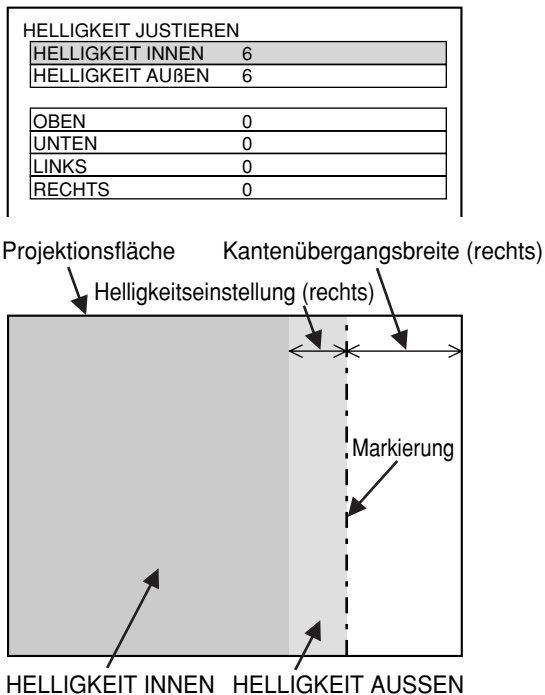 HELLIGKEIT JUSTIEREN
HELLIGKEIT INNEN 6
HELLIGKEIT AUßEN 6
OBEN 0
UNTEN 0
LINKS 0
RECHTS 0
Projektionsfläche Kantenübergangsbreite (rechts)
Helligkeitseinstellung (rechts)
Markierung
HELLIGKEIT INNEN HELLIGKEIT AUSSEN